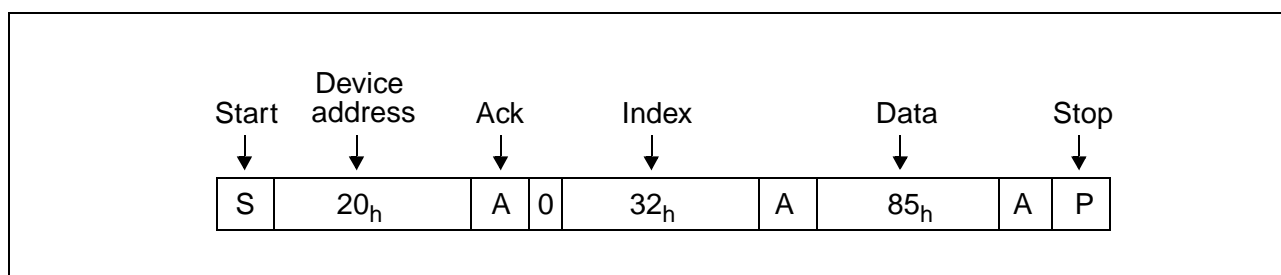 Device
Start address Ack Index Data Stop
S 20h A 0 32h A 85h A P